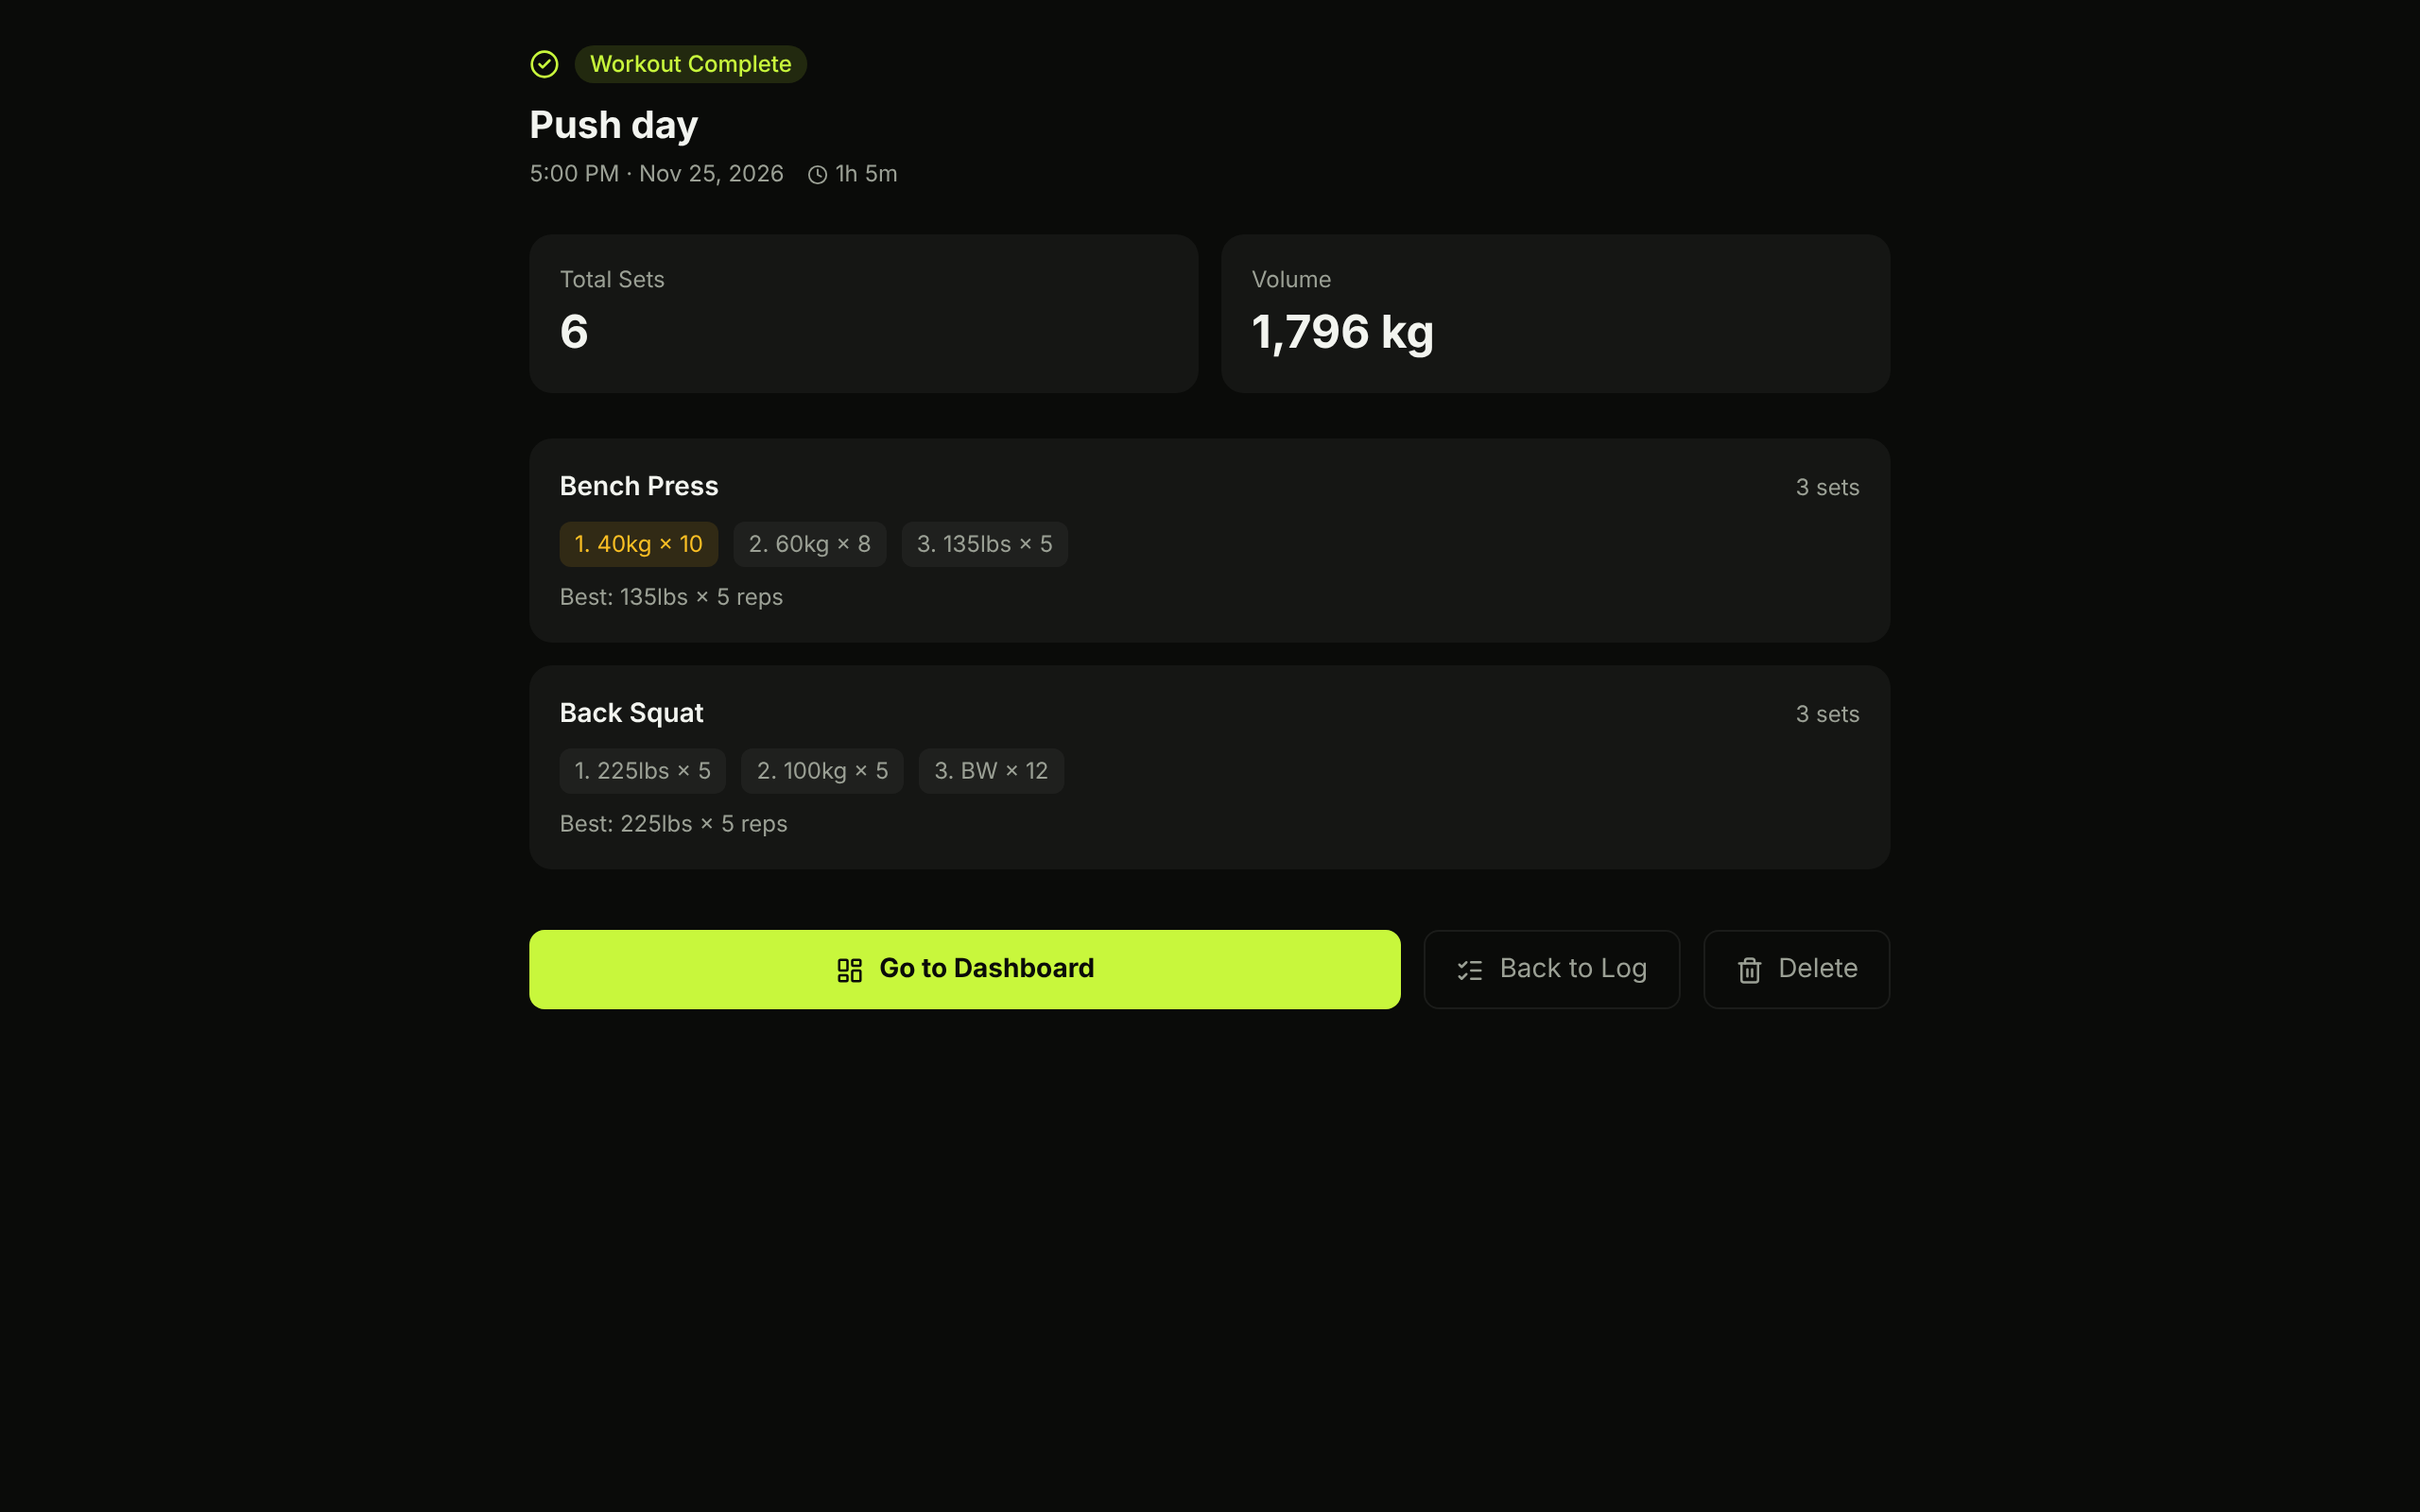 Workout Complete
Push day
5:00 PM · Nov 25, 2026 1h 5m
Total Sets
6
Volume
1,796 kg
Bench Press
3 sets
1. 40kg × 10 2. 60kg × 8 3. 135lbs × 5
Best: 135lbs × 5 reps
Back Squat
3 sets
1. 225lbs × 5 2. 100kg × 5 3. BW × 12
Best: 225lbs × 5 reps
Go to Dashboard
Back to Log
Delete